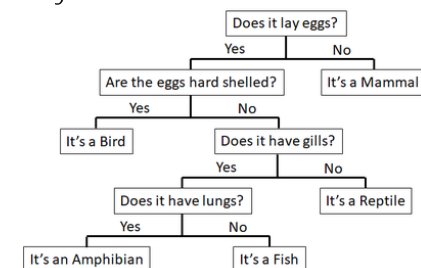 Does it lay eggs?
Yes
No
Are the eggs hard shelled?
It's a Mammal
Yes
No
It's a Bird
Does it have gills?
Yes
No
Does it have lungs?
It's a Reptile
Yes
No
It's an Amphibian
It's a Fish